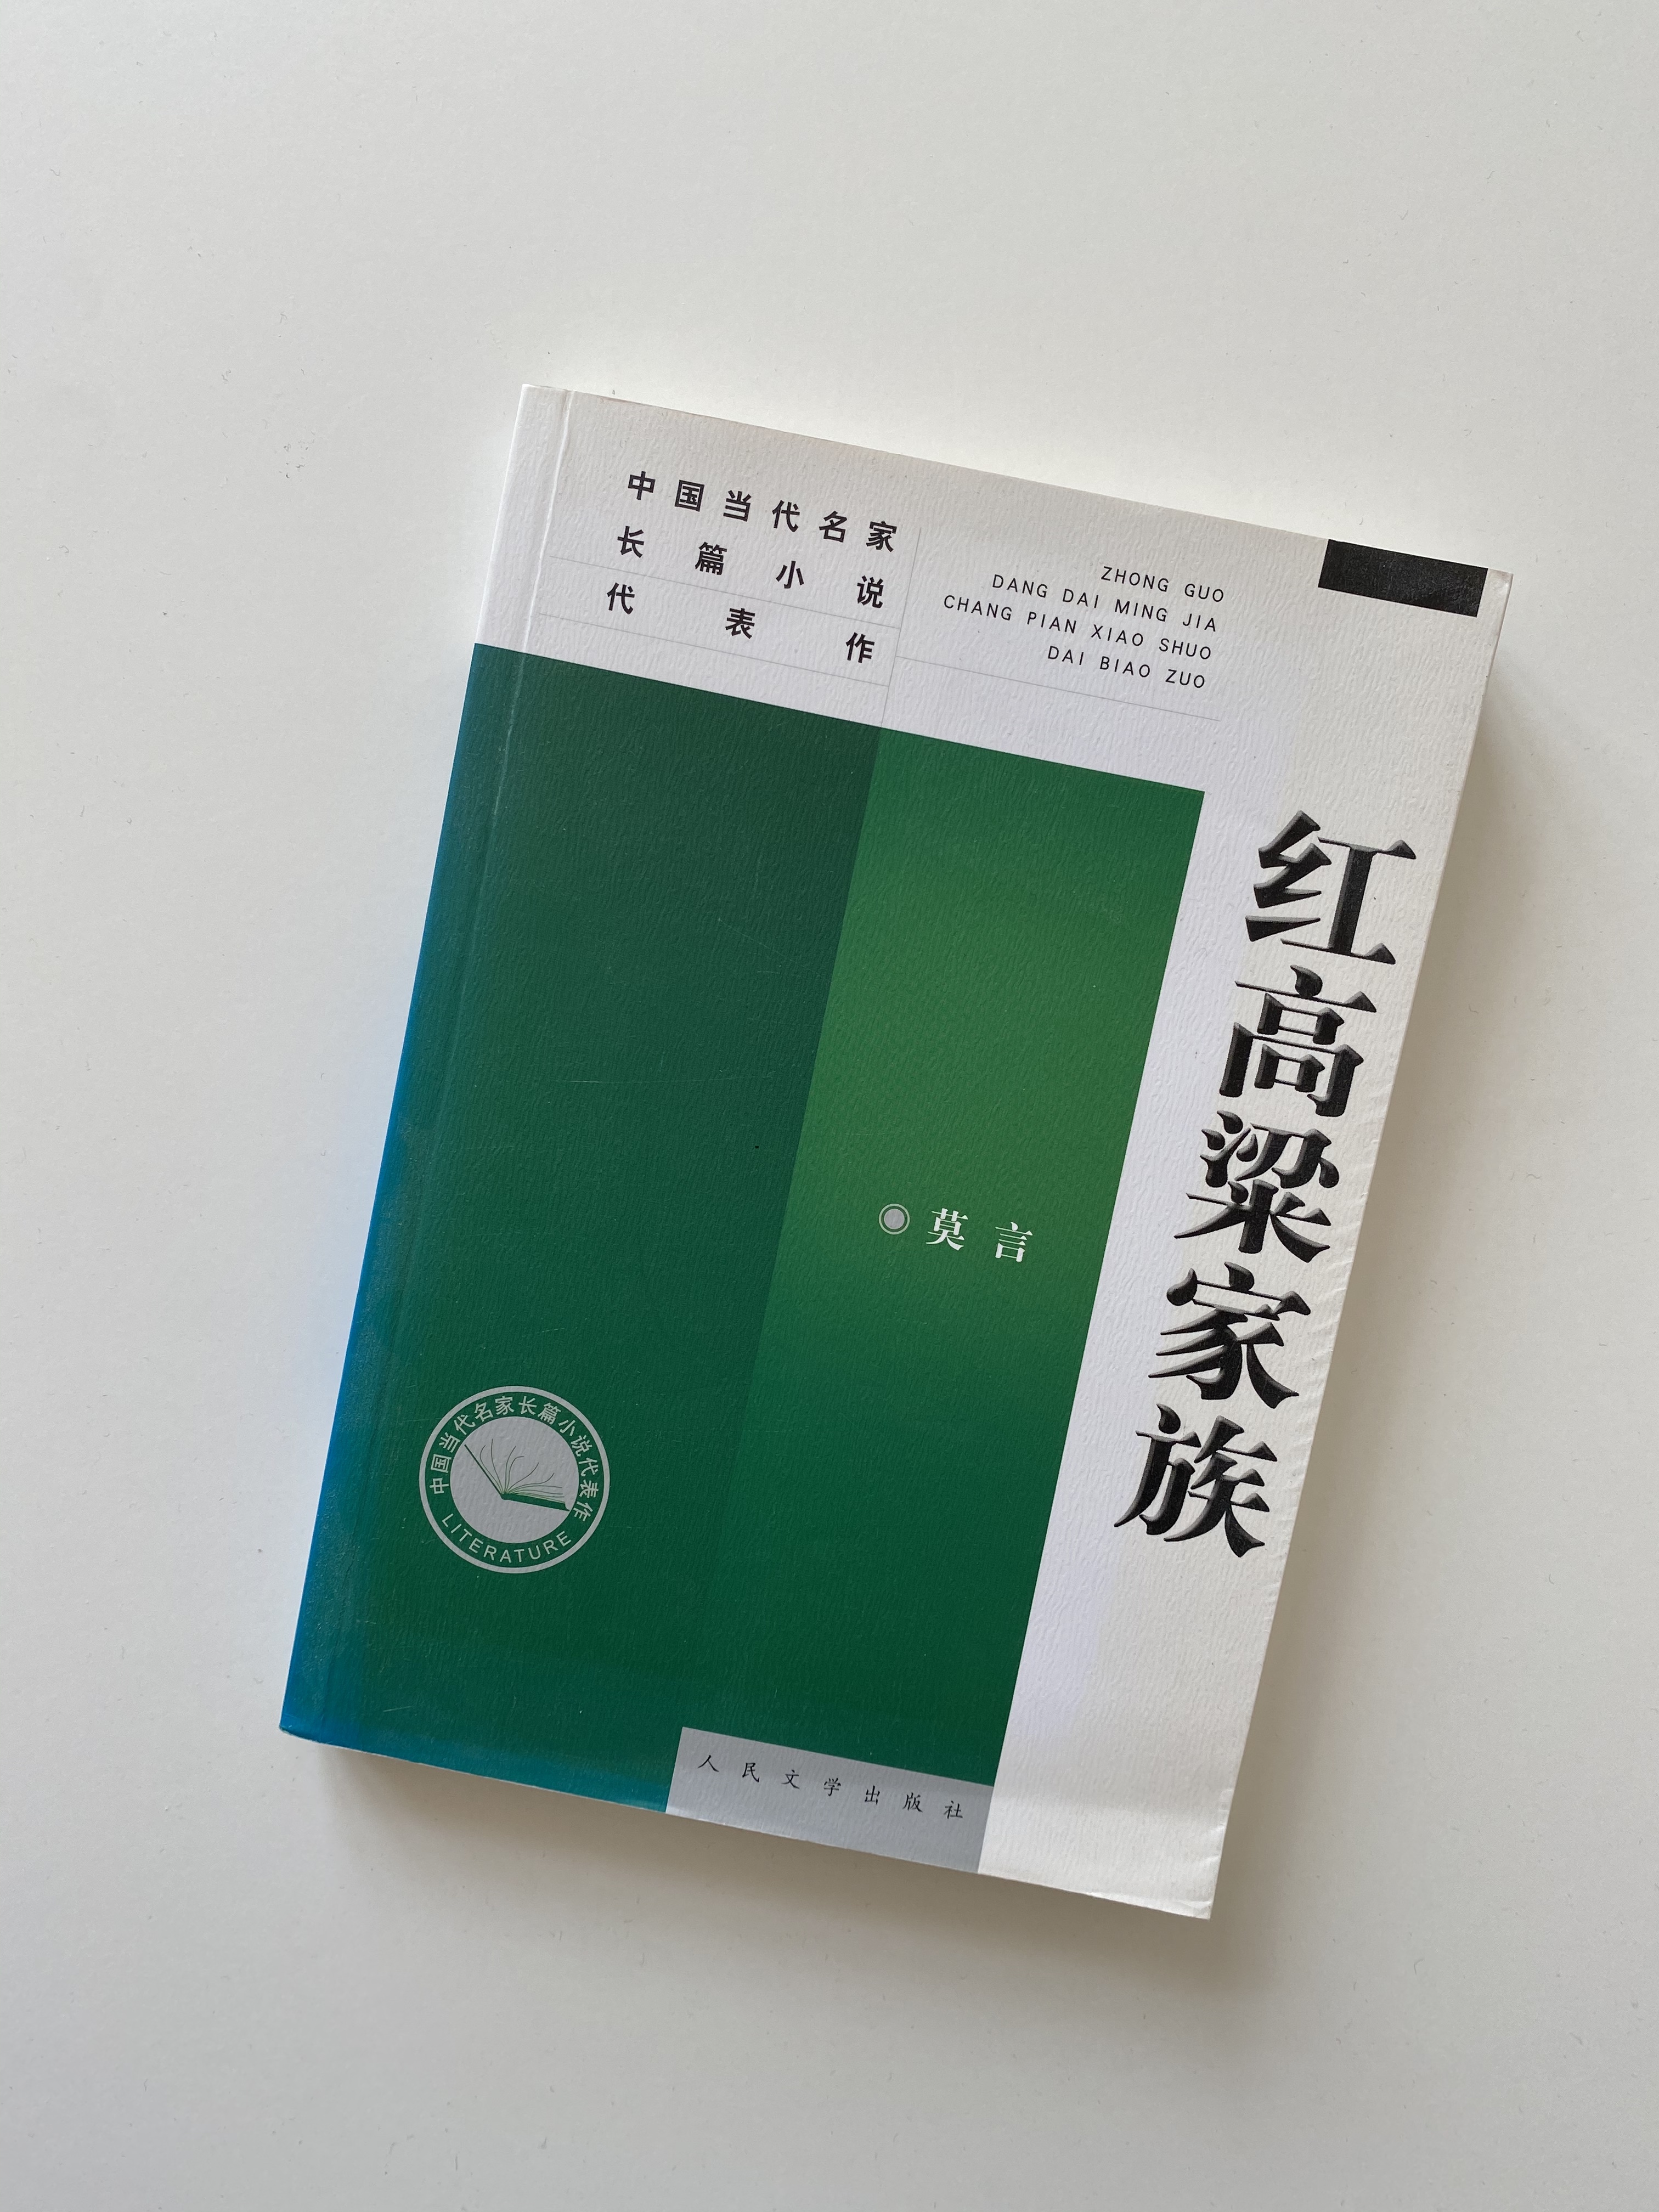 中国当代名家
长篇小说
代表作
ZHONG GUO
DANG DAI MING JIA
CHANG PIAN XIAO SHUO
DAI BIAO ZUO
红高粱家族
莫言
中国当代名家长篇小说代表作
LITERATURE
人民文学出版社